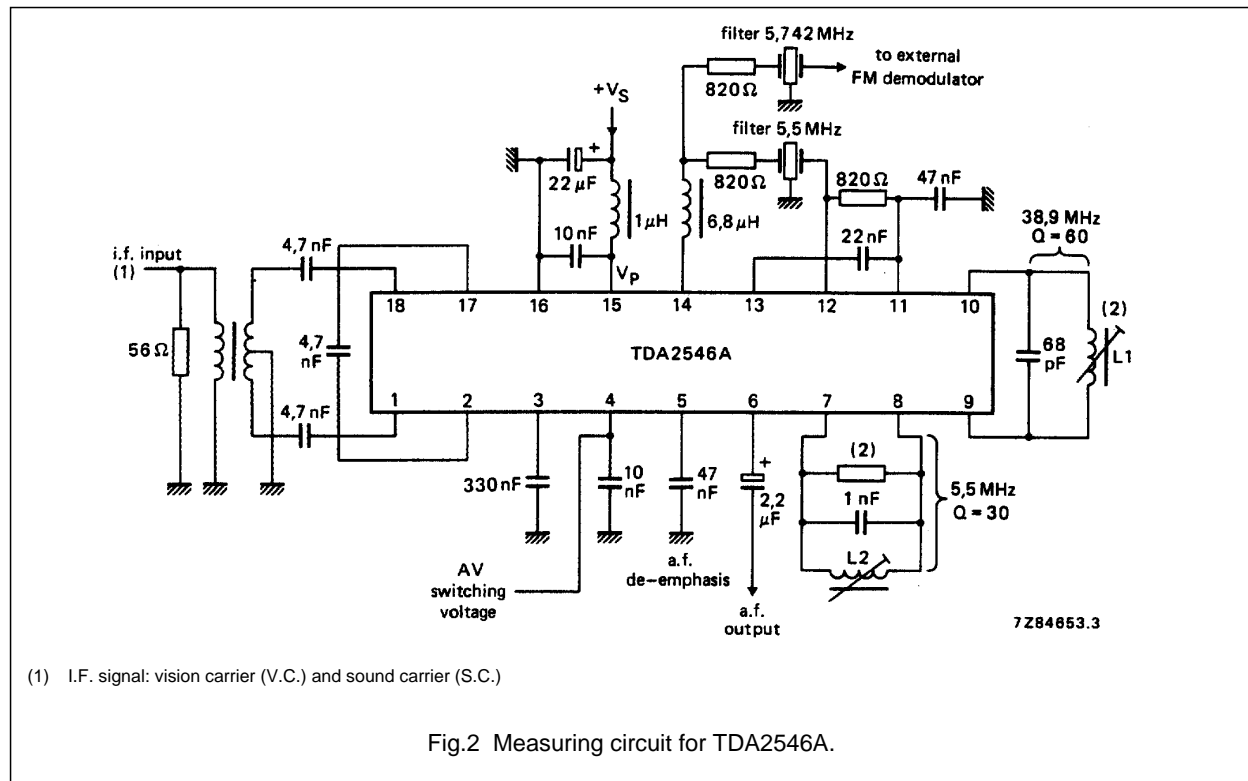 filter 5,742 MHz
to external
FM demodulator
820Ω
+VS
filter 5,5 MHz
+
22 μF
820Ω
820Ω
47 nF
1 μH
6,8 μH
38,9 MHz
Q = 60
4,7 nF
10 nF
22 nF
i.f. input
(1)
VP
18 17 16 15 14 13 12 11 10
(2)
56 Ω
4,7
nF
TDA2546A
68
pF
L1
4,7 nF
1 2 3 4 5 6 7 8 9
330 nF
10
nF
47
nF
+
2,2
μF
(2)
1 nF
5,5 MHz
Q = 30
L2
AV
switching
voltage
a.f.
de-emphasis
a.f.
output
7Z84653.3
(1) I.F. signal: vision carrier (V.C.) and sound carrier (S.C.)
Fig.2 Measuring circuit for TDA2546A.